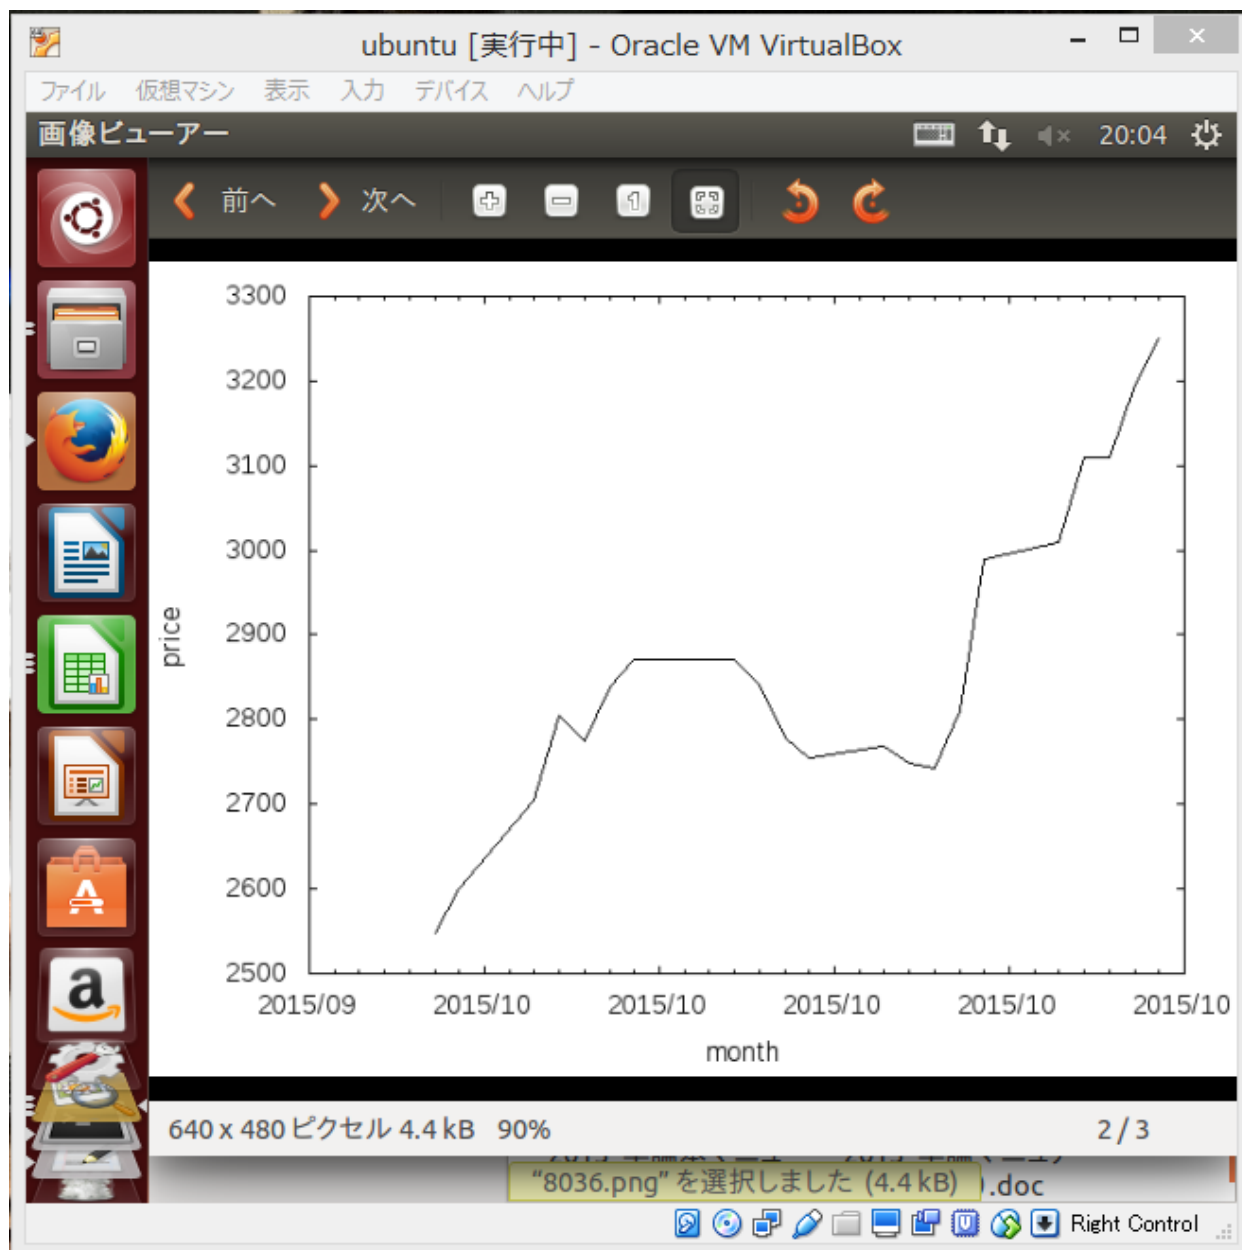 ubuntu [実行中] - Oracle VM VirtualBox
ファイル 仮想マシン 表示 入力 デバイス ヘルプ
画像ビューアー 20:04
前へ 次へ 1
3300
3200
3100
3000
2900
2800
2700
2600
2500
price
2015/09 2015/10 2015/10 2015/10 2015/10 2015/10
month
640 x 480 ピクセル 4.4 kB 90% 2 / 3
“8036.png” を選択しました (4.4 kB) ).doc
Right Control